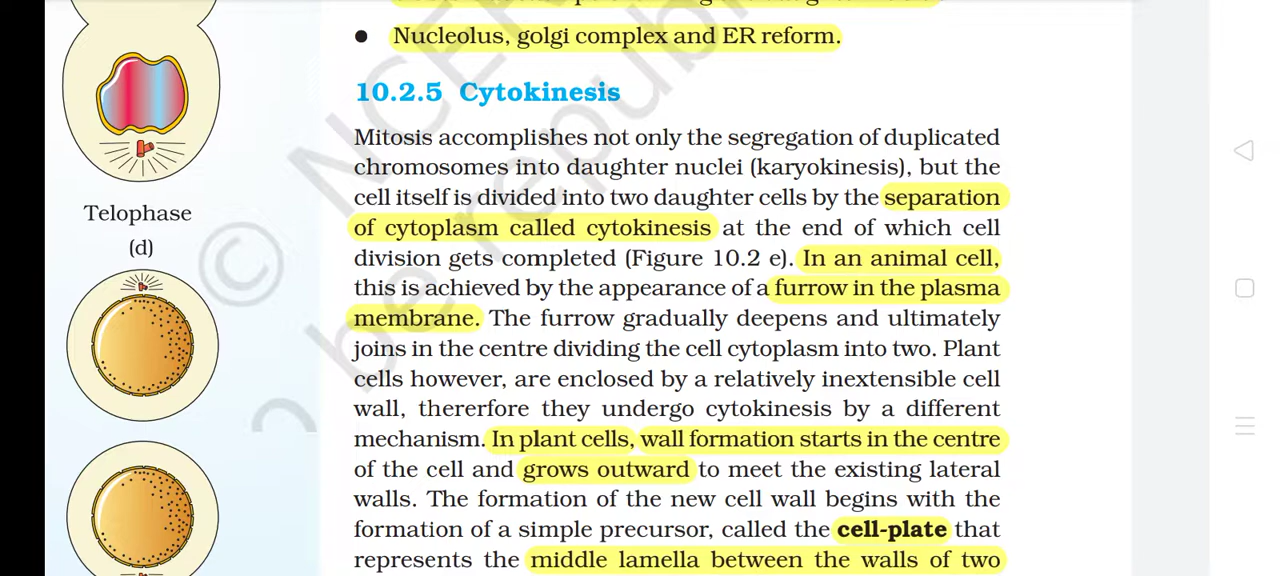 Nucleolus, golgi complex and ER reform.
10.2.5 Cytokinesis
Mitosis accomplishes not only the segregation of duplicated
chromosomes into daughter nuclei (karyokinesis), but the
cell itself is divided into two daughter cells by the separation
of cytoplasm called cytokinesis at the end of which cell
division gets completed (Figure 10.2 e). In an animal cell,
this is achieved by the appearance of a furrow in the plasma
membrane. The furrow gradually deepens and ultimately
joins in the centre dividing the cell cytoplasm into two. Plant
cells however, are enclosed by a relatively inextensible cell
wall, thererfore they undergo cytokinesis by a different
mechanism. In plant cells, wall formation starts in the centre
of the cell and grows outward to meet the existing lateral
walls. The formation of the new cell wall begins with the
formation of a simple precursor, called the cell-plate that
represents the middle lamella between the walls of two
Telophase
(d)
© NCER
be republi